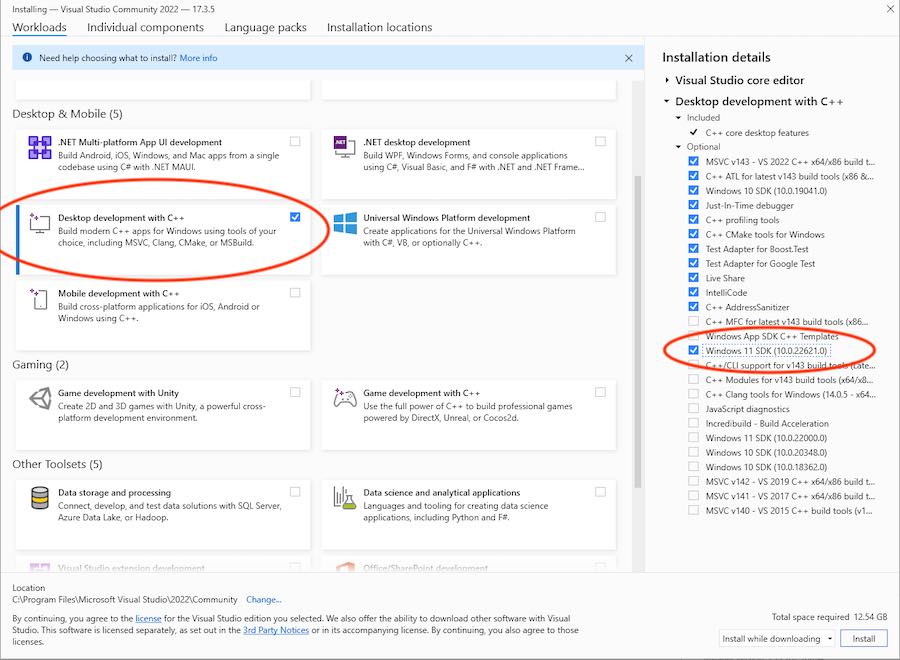 Installing — Visual Studio Community 2022 — 17.3.5
Workloads Individual components Language packs Installation locations
Need help choosing what to install? More info
Desktop & Mobile (5)
.NET Multi-platform App UI development
Build Android, iOS, Windows, and Mac apps from a single
codebase using C# with .NET MAUI.
.NET desktop development
Build WPF, Windows Forms, and console applications
using C#, Visual Basic, and F# with .NET and .NET Frame...
Desktop development with C++
Build modern C++ apps for Windows using tools of your
choice, including MSVC, Clang, CMake, or MSBuild.
Universal Windows Platform development
Create applications for the Universal Windows Platform
with C#, VB, or optionally C++.
Mobile development with C++
Build cross-platform applications for iOS, Android or
Windows using C++.
Gaming (2)
Game development with Unity
Create 2D and 3D games with Unity, a powerful cross-
platform development environment.
Game development with C++
Use the full power of C++ to build professional games
powered by DirectX, Unreal, or Cocos2d.
Other Toolsets (5)
Data storage and processing
Connect, develop, and test data solutions with SQL Server,
Azure Data Lake, or Hadoop.
Data science and analytical applications
Languages and tooling for creating data science
applications, including Python and F#.
Visual Studio extension development
Office/SharePoint development
Installation details
Visual Studio core editor
Desktop development with C++
Included
C++ core desktop features
Optional
MSVC v143 - VS 2022 C++ x64/x86 build t...
C++ ATL for latest v143 build tools (x86 &...
Windows 10 SDK (10.0.19041.0)
Just-In-Time debugger
C++ profiling tools
C++ CMake tools for Windows
Test Adapter for Boost.Test
Test Adapter for Google Test
Live Share
IntelliCode
C++ AddressSanitizer
C++ MFC for latest v143 build tools (x86...
Windows App SDK C++ Templates
Windows 11 SDK (10.0.22621.0)
C++/CLI support for v143 build tools (Late...
C++ Modules for v143 build tools (x64/x8...
C++ Clang tools for Windows (14.0.5 - x64...
JavaScript diagnostics
Incredibuild - Build Acceleration
Windows 11 SDK (10.0.22000.0)
Windows 10 SDK (10.0.20348.0)
Windows 10 SDK (10.0.18362.0)
MSVC v142 - VS 2019 C++ x64/x86 build t...
MSVC v141 - VS 2017 C++ x64/x86 build t...
MSVC v140 - VS 2015 C++ build tools (v1...
Location
C:\Program Files\Microsoft Visual Studio\2022\Community Change...
By continuing, you agree to the license for the Visual Studio edition you selected. We also offer the ability to download other software with Visual
Studio. This software is licensed separately, as set out in the 3rd Party Notices or in its accompanying license. By continuing, you also agree to those
licenses.
Total space required 12.54 GB
Install while downloading Install